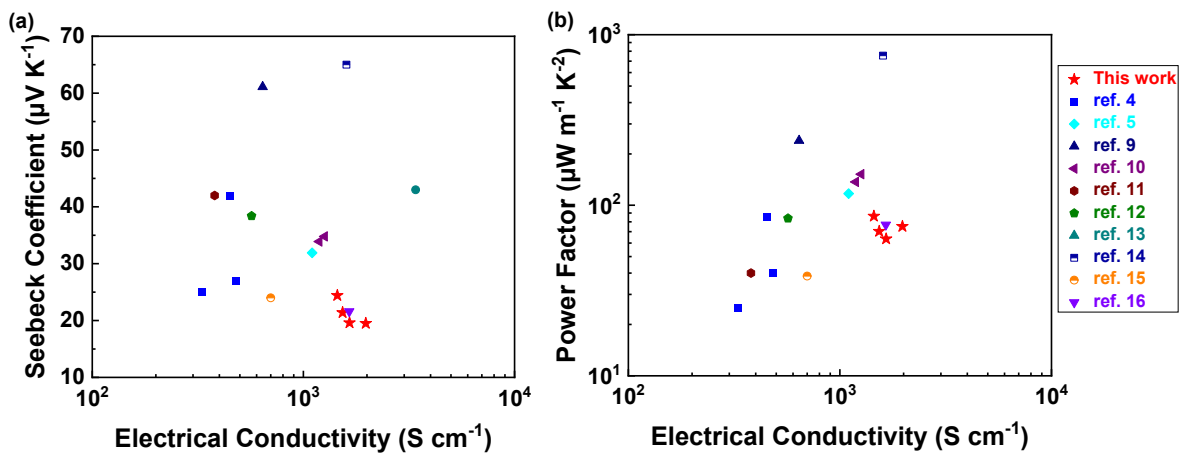 (a)
70
60
50
40
30
20
10
Seebeck Coefficient (µV K⁻¹)
10² 10³ 10⁴
Electrical Conductivity (S cm⁻¹)
(b)
10³
10²
10¹
Power Factor (µW m⁻¹ K⁻²)
10² 10³ 10⁴
Electrical Conductivity (S cm⁻¹)
This work
ref. 4
ref. 5
ref. 9
ref. 10
ref. 11
ref. 12
ref. 13
ref. 14
ref. 15
ref. 16